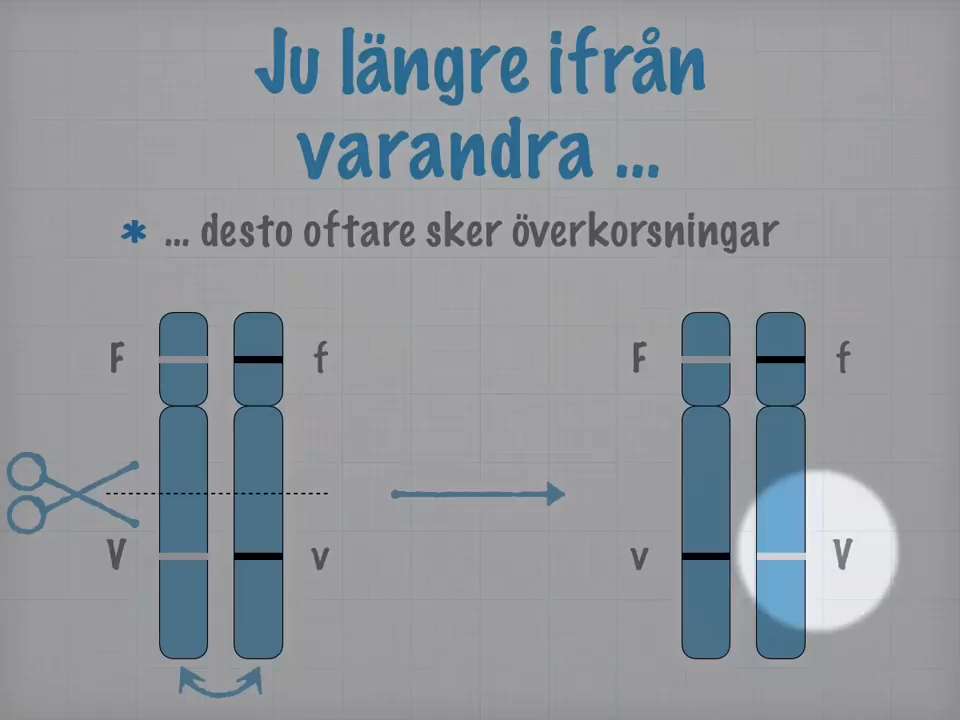 Ju längre ifrån
varandra ...
* ... desto oftare sker överkorsningar
F f F f
V v v V